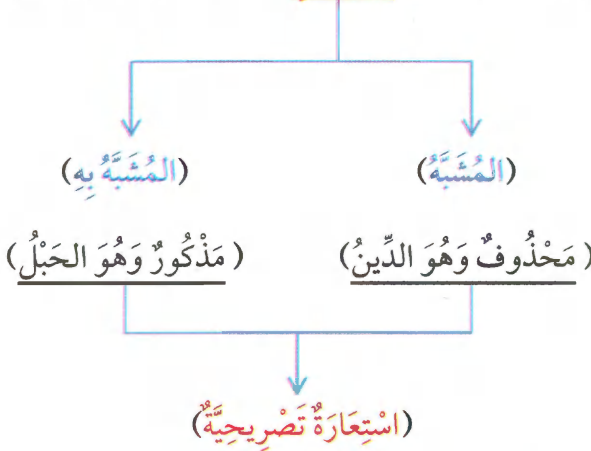 (المُشَبَّهُ) (المُشَبَّهُ بِهِ)
(مَحْذُوفٌ وَهُوَ الدِّينُ) (مَذْكُورٌ وَهُوَ الحَبْلُ)
(اسْتِعَارَةٌ تَصْرِيحِيَّةٌ)